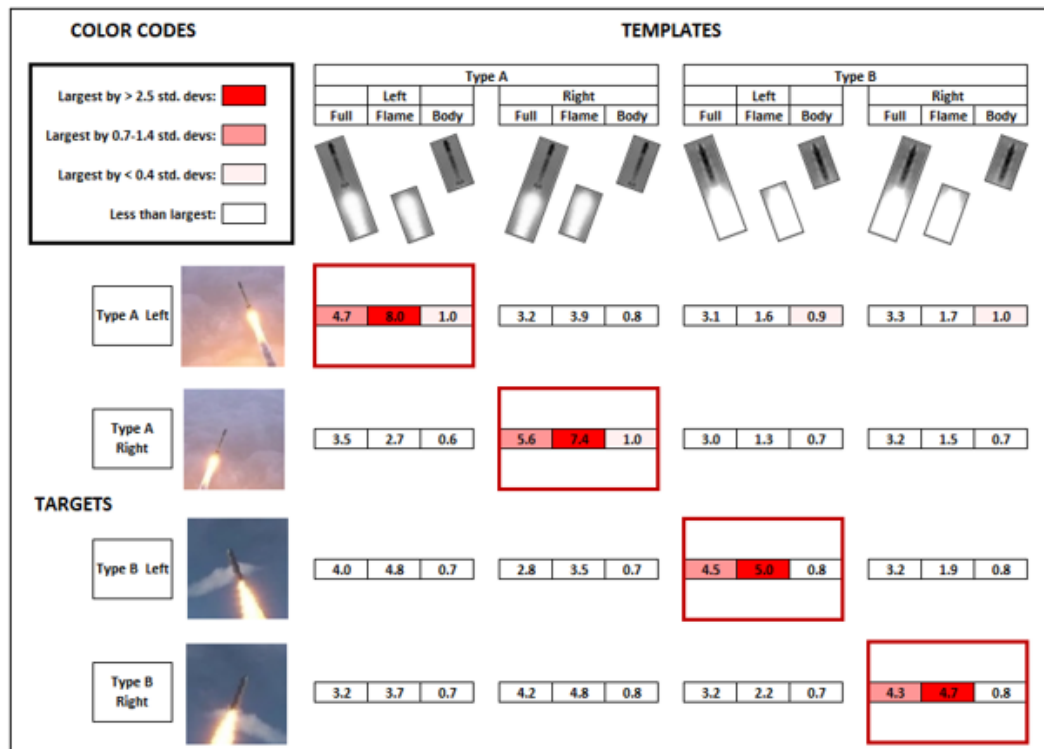 COLOR CODES
TEMPLATES
Largest by > 2.5 std. devs:
Largest by 0.7-1.4 std devs:
Largest by < 0.4 std. devs:
Less than largest:
Type A Type B
Left Right Left Right
Full Flame Body Full Flame Body Full Flame Body Full Flame Body
Type A Left 4.7 8.0 1.0 3.2 3.9 0.8 3.1 1.6 0.9 3.3 1.7 1.0
Type A
Right
3.5 2.7 0.6 5.6 7.4 1.0 3.0 1.3 0.7 3.2 1.5 0.7
TARGETS
Type B Left 4.0 4.8 0.7 2.8 3.5 0.7 4.5 5.0 0.8 3.2 1.9 0.8
Type B
Right
3.2 3.7 0.7 4.2 4.8 0.8 3.2 2.2 0.7 4.3 4.7 0.8